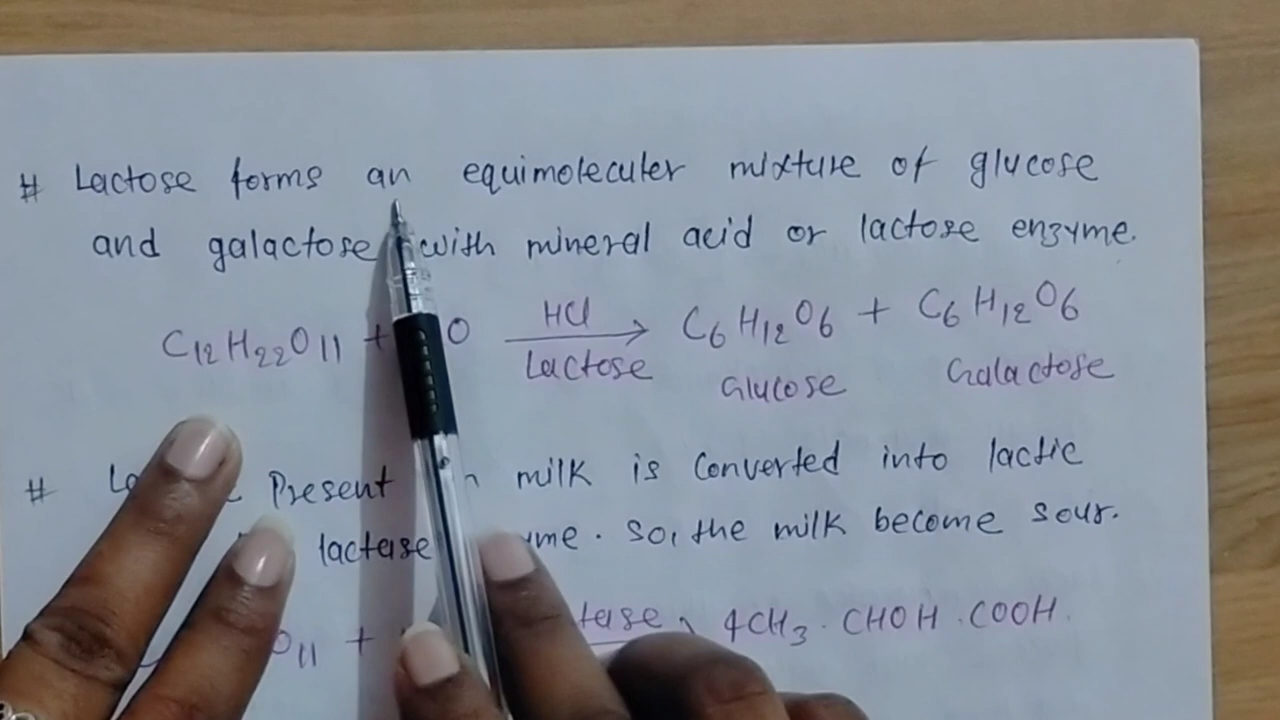 # Lactose forms an equimoleculer mixture of glucose
and galactose with mineral acid or lactose enzyme.
C12H22O11 + O HCl Lactose → C6H12O6 + C6H12O6
Glucose Galactose
# Present milk is converted into lactic
lactase . So, the milk become sour.
O11 + 4CH3 . CHOH . COOH.